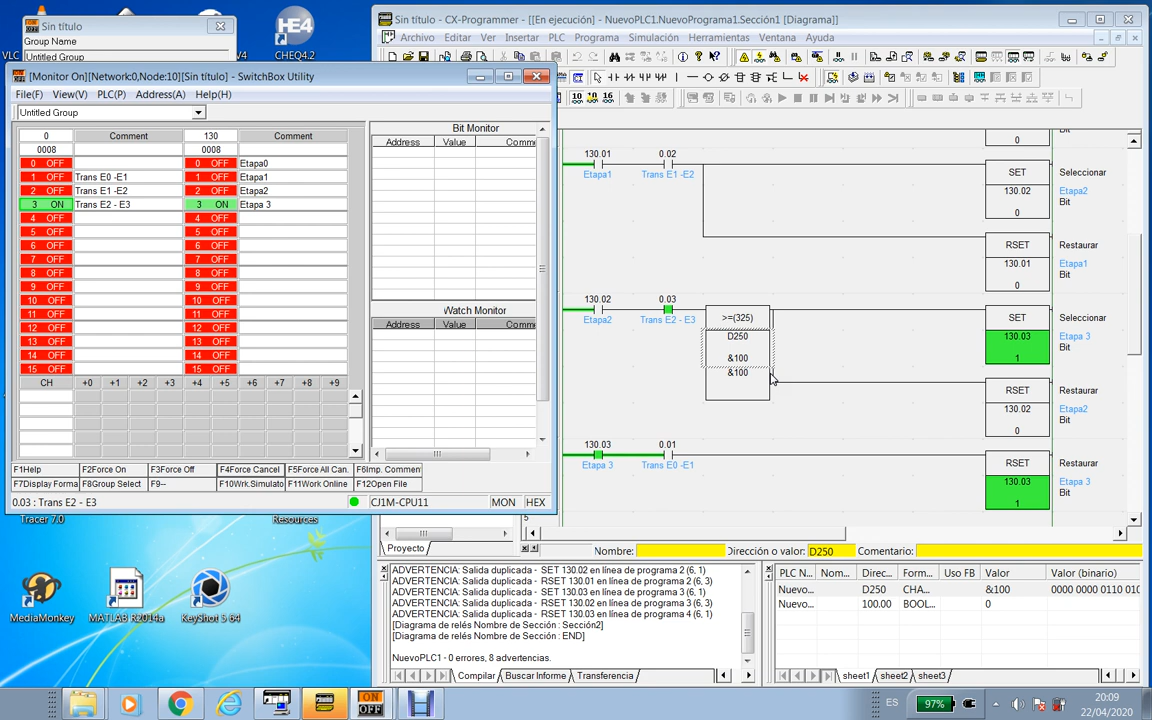 Sin título
Group Name
Untitled Group
VLC
V4
HE4
CHEQ4.2
[Monitor On][Network:0,Node:10][Sin título] - SwitchBox Utility
File(F) View(V) PLC(P) Address(A) Help(H)
Untitled Group
0 Comment 130 Comment
0008 0008
0 OFF 0 OFF Etapa0
1 OFF Trans E0 -E1 1 OFF Etapa1
2 OFF Trans E1 -E2 2 OFF Etapa2
3 ON Trans E2 - E3 3 ON Etapa 3
4 OFF 4 OFF
5 OFF 5 OFF
6 OFF 6 OFF
7 OFF 7 OFF
8 OFF 8 OFF
9 OFF 9 OFF
10 OFF 10 OFF
11 OFF 11 OFF
12 OFF 12 OFF
13 OFF 13 OFF
14 OFF 14 OFF
15 OFF 15 OFF
CH +0 +1 +2 +3 +4 +5 +6 +7 +8 +9
Bit Monitor
Address Value Comm
Watch Monitor
Address Value Comm
F1Help F2Force On F3Force Off F4Force Cancel F5Force All Can. F6Imp. Comment
F7Display Forma F8Group Select F9-- F10Wrk.Simulato F11Work Online F12Open File
0.03 : Trans E2 - E3 CJ1M-CPU11 MON HEX
Tracer 7.0
Resources
MediaMonkey
MATLAB R2014a
KeyShot 5 64
Sin título - CX-Programmer - [[En ejecución] - NuevoPLC1.NuevoPrograma1.Sección1 [Diagrama]]
Archivo Editar Ver Insertar PLC Programa Simulación Herramientas Ventana Ayuda
10 10 16
Bit
0
130.01 0.02
Etapa1 Trans E1 -E2
SET Seleccionar
130.02 Etapa2
Bit
0
RSET Restaurar
130.01 Etapa1
Bit
0
130.02 0.03
Etapa2 Trans E2 - E3
>=(325)
D250
&100
&100
SET Seleccionar
130.03 Etapa 3
Bit
1
RSET Restaurar
130.02 Etapa2
Bit
0
130.03 0.01
Etapa 3 Trans E0 -E1
RSET Restaurar
130.03 Etapa 3
Bit
1
5
Proyecto
Nombre: Dirección o valor: D250 Comentario:
ADVERTENCIA: Salida duplicada - SET 130.02 en línea de programa 2 (6, 1)
ADVERTENCIA: Salida duplicada - RSET 130.01 en línea de programa 2 (6, 3)
ADVERTENCIA: Salida duplicada - SET 130.03 en línea de programa 3 (6, 1)
ADVERTENCIA: Salida duplicada - RSET 130.02 en línea de programa 3 (6, 3)
ADVERTENCIA: Salida duplicada - RSET 130.03 en línea de programa 4 (6, 1)
[Diagrama de relés Nombre de Sección : Sección2]
[Diagrama de relés Nombre de Sección : END]
NuevoPLC1 - 0 errores, 8 advertencias.
Compilar Buscar Informe Transferencia
PLC N... Nom... Direc... Form... Uso FB Valor Valor (binario)
Nuevo... D250 CHA... &100 0000 0000 0110 010
Nuevo... 100.00 BOOL... 0
sheet1 sheet2 sheet3
ON
OFF
ES 97% 20:09
22/04/2020